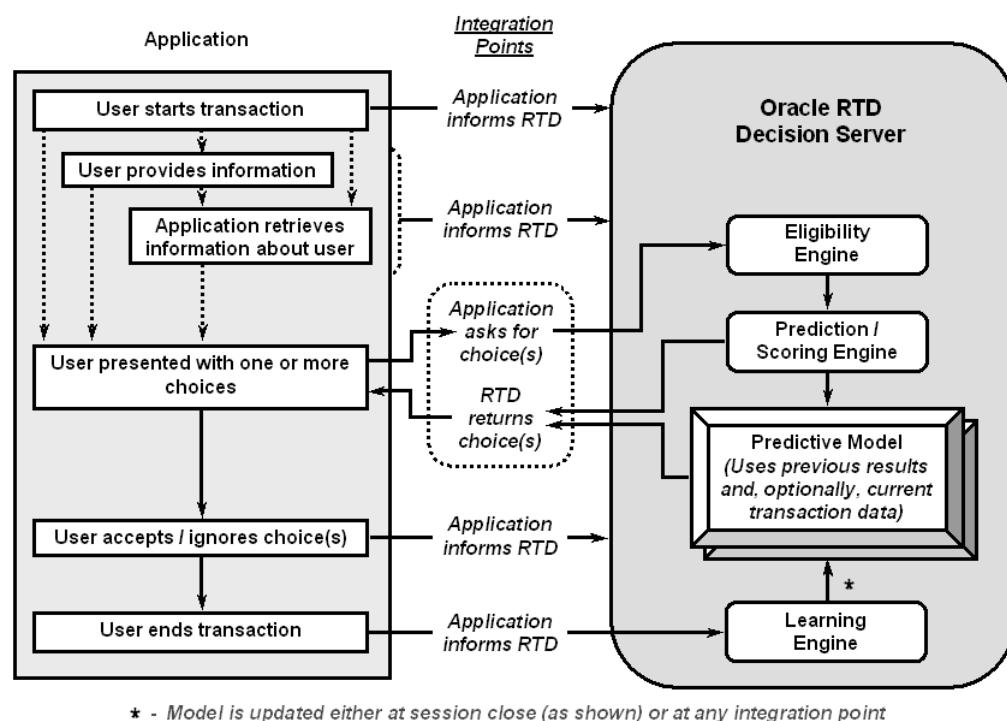 Application
Integration
Points
User starts transaction
Application
informs RTD
Oracle RTD
Decision Server
User provides information
Application retrieves
information about user
Application
informs RTD
Eligibility
Engine
Application
asks for
choice(s)
Prediction /
Scoring Engine
User presented with one or more
choices
RTD
returns
choice(s)
Predictive Model
(Uses previous results
and, optionally, current
transaction data)
User accepts / ignores choice(s)
Application
informs RTD
*
User ends transaction
Application
informs RTD
Learning
Engine
* - Model is updated either at session close (as shown) or at any integration point